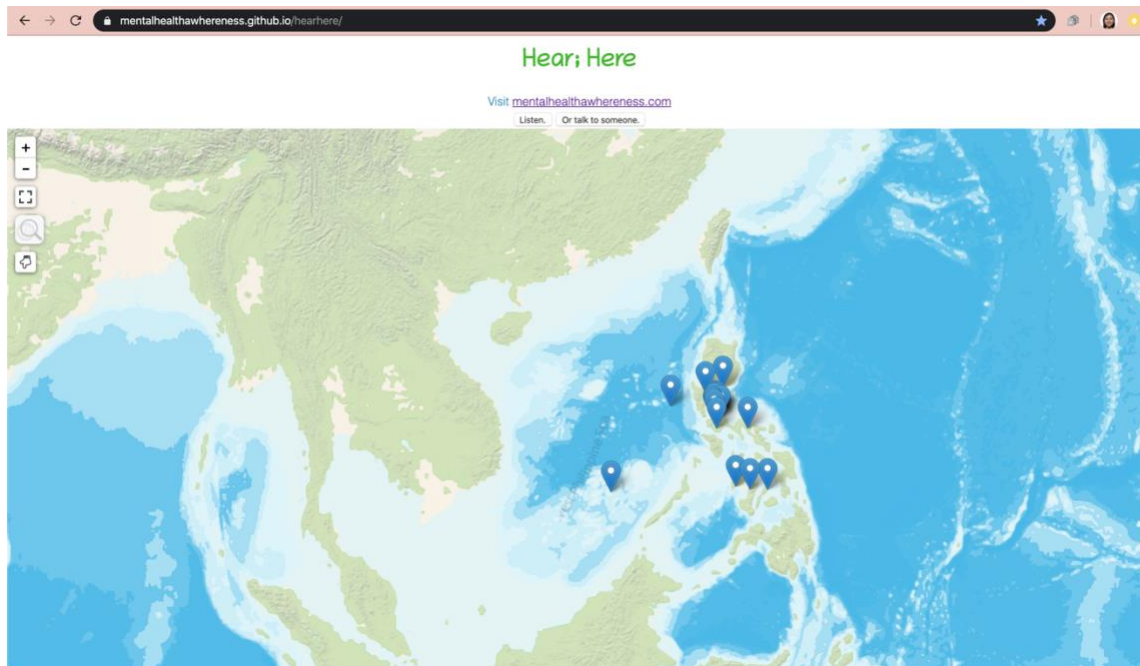 mentalhealthawhereness.github.io/hearhere/
Hear; Here
Visit mentalhealthawhereness.com
Listen. Or talk to someone.
+
-